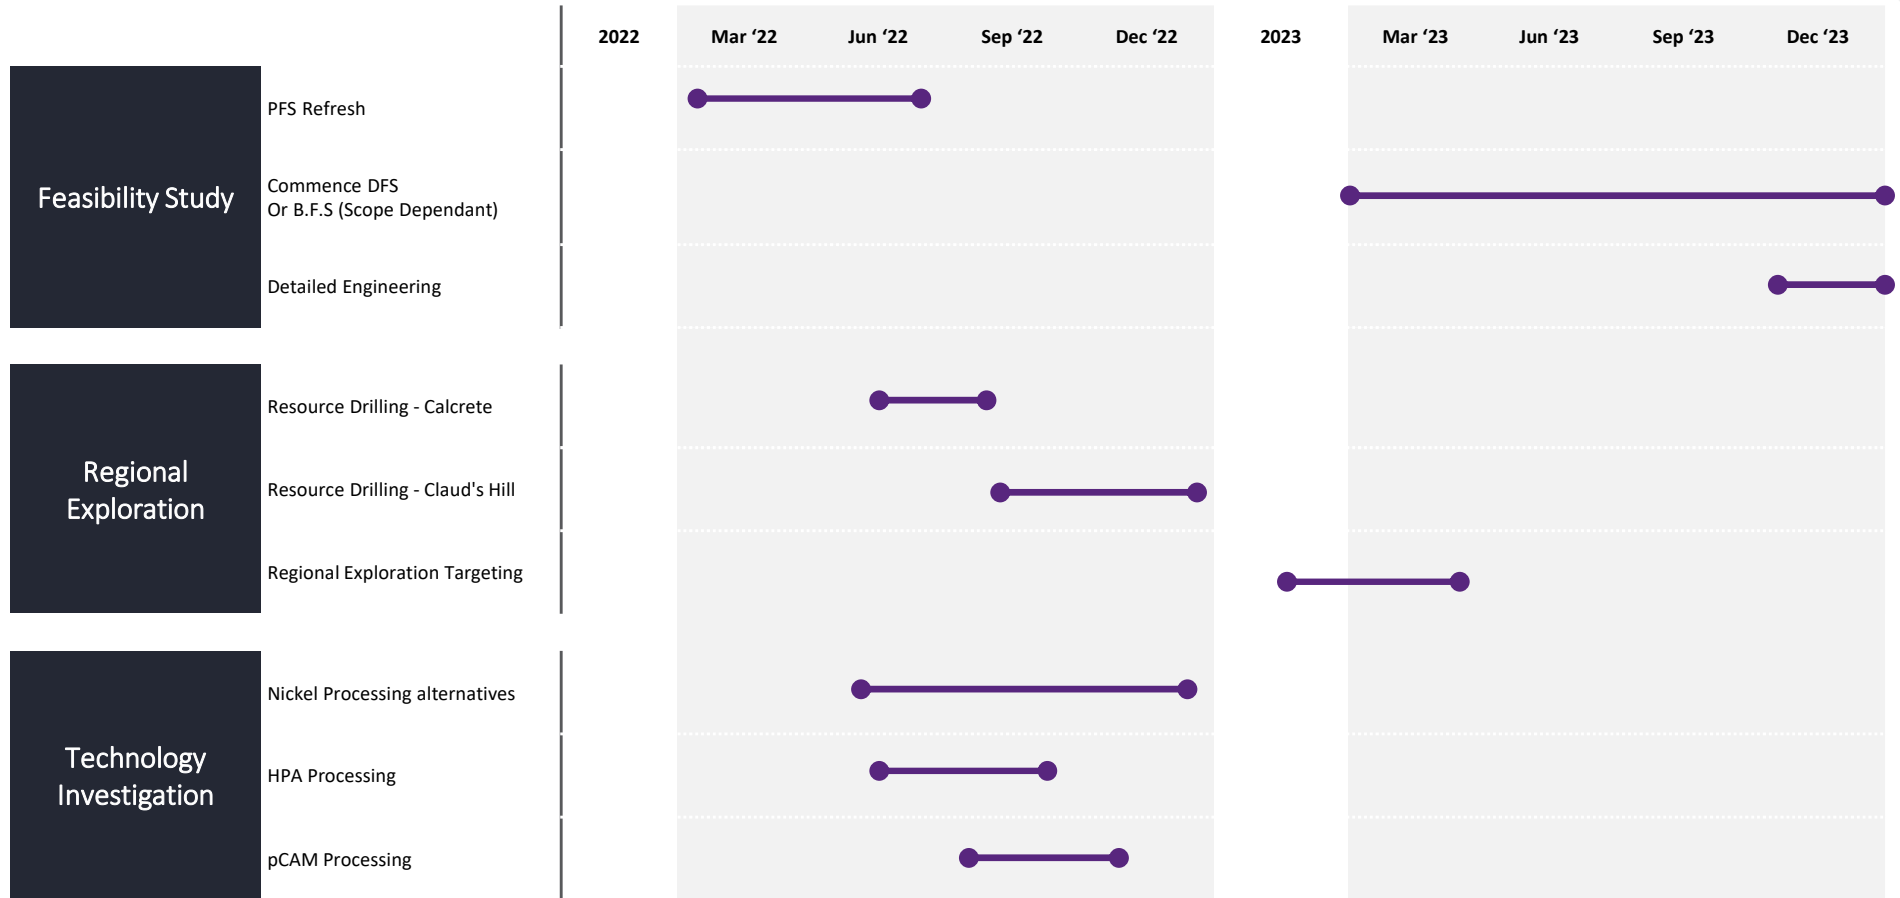 2022 Mar ‘22 Jun ‘22 Sep ‘22 Dec ‘22 2023 Mar ‘23 Jun ‘23 Sep ‘23 Dec ‘23
Feasibility Study
PFS Refresh
Commence DFS
Or B.F.S (Scope Dependant)
Detailed Engineering
Regional
Exploration
Resource Drilling - Calcrete
Resource Drilling - Claud's Hill
Regional Exploration Targeting
Technology
Investigation
Nickel Processing alternatives
HPA Processing
pCAM Processing